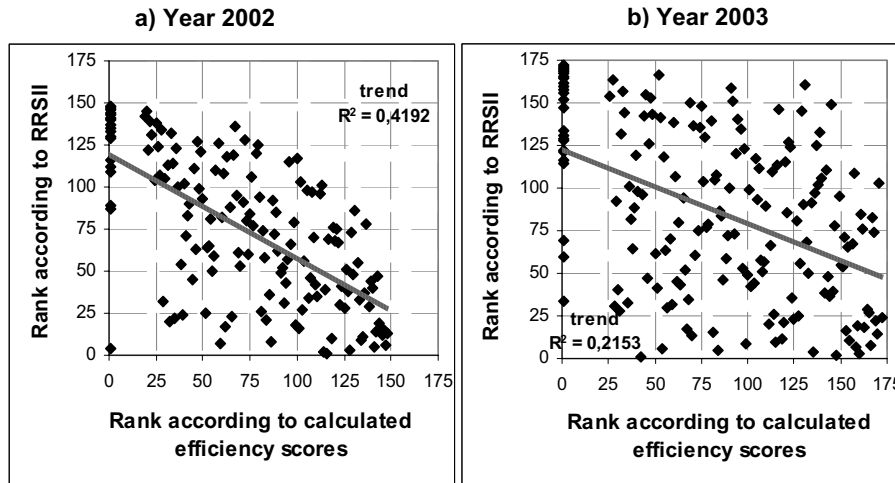 a) Year 2002
175
150
125
100
75
50
25
0
0 25 50 75 100 125 150 175
trend
R² = 0,4192
Rank according to RRSII
Rank according to calculated
efficiency scores
b) Year 2003
175
150
125
100
75
50
25
0
0 25 50 75 100 125 150 175
trend
R² = 0,2153
Rank according to RRSII
Rank according to calculated
efficiency scores